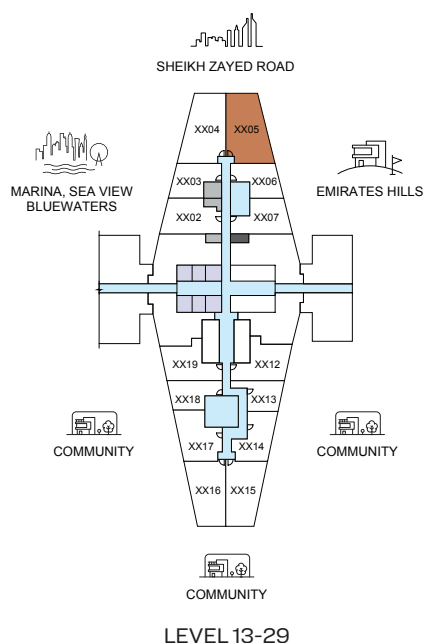 SHEIKH ZAYED ROAD
XX04
XX05
MARINA, SEA VIEW
BLUEWATERS
XX03
XX06
EMIRATES HILLS
XX02
XX07
XX19
XX12
XX18
XX13
COMMUNITY
XX17
XX14
COMMUNITY
XX16
XX15
COMMUNITY
LEVEL 13-29